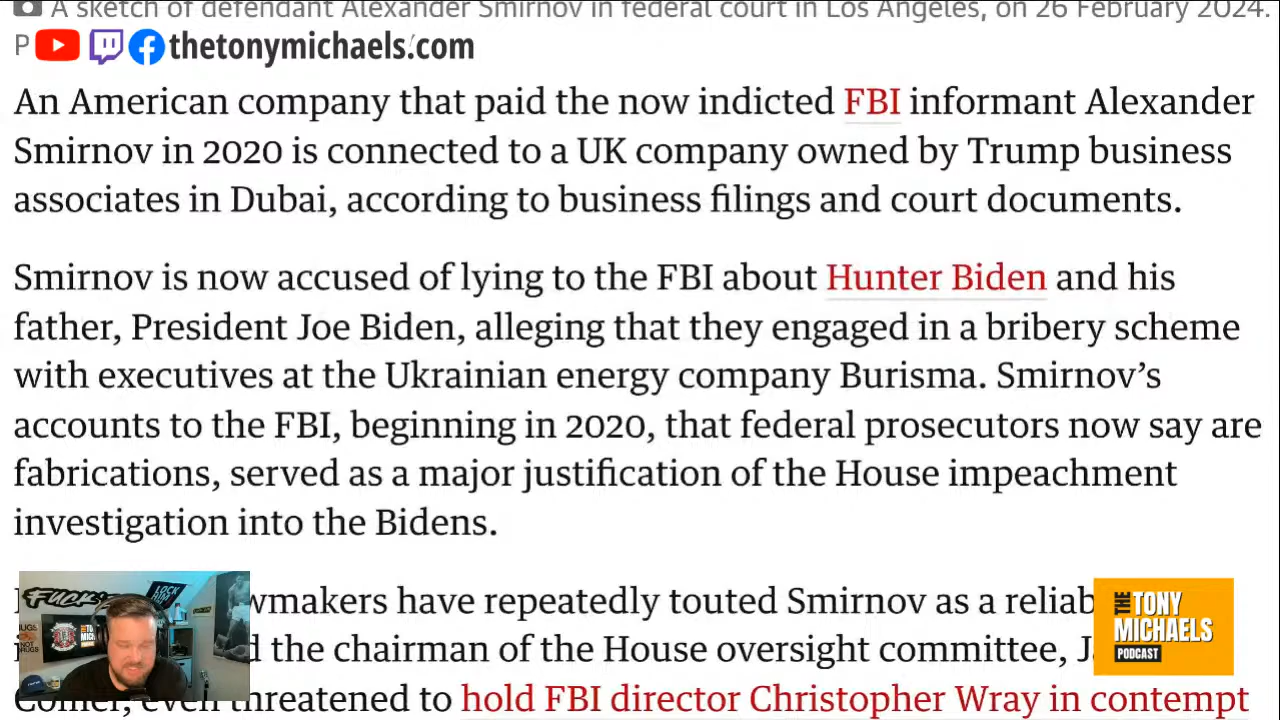 A sketch of defendant Alexander Smirnov in federal court in Los Angeles, on 26 February 2024.
P
thetonymichaels.com
An American company that paid the now indicted FBI informant Alexander
Smirnov in 2020 is connected to a UK company owned by Trump business
associates in Dubai, according to business filings and court documents.
Smirnov is now accused of lying to the FBI about Hunter Biden and his
father, President Joe Biden, alleging that they engaged in a bribery scheme
with executives at the Ukrainian energy company Burisma. Smirnov’s
accounts to the FBI, beginning in 2020, that federal prosecutors now say are
fabrications, served as a major justification of the House impeachment
investigation into the Bidens.
wmakers have repeatedly touted Smirnov as a reliab
d the chairman of the House oversight committee, Ja
Comer, even threatened to hold FBI director Christopher Wray in contempt
LOCK
HIM
THE
TONY
MICHAELS
PODCAST